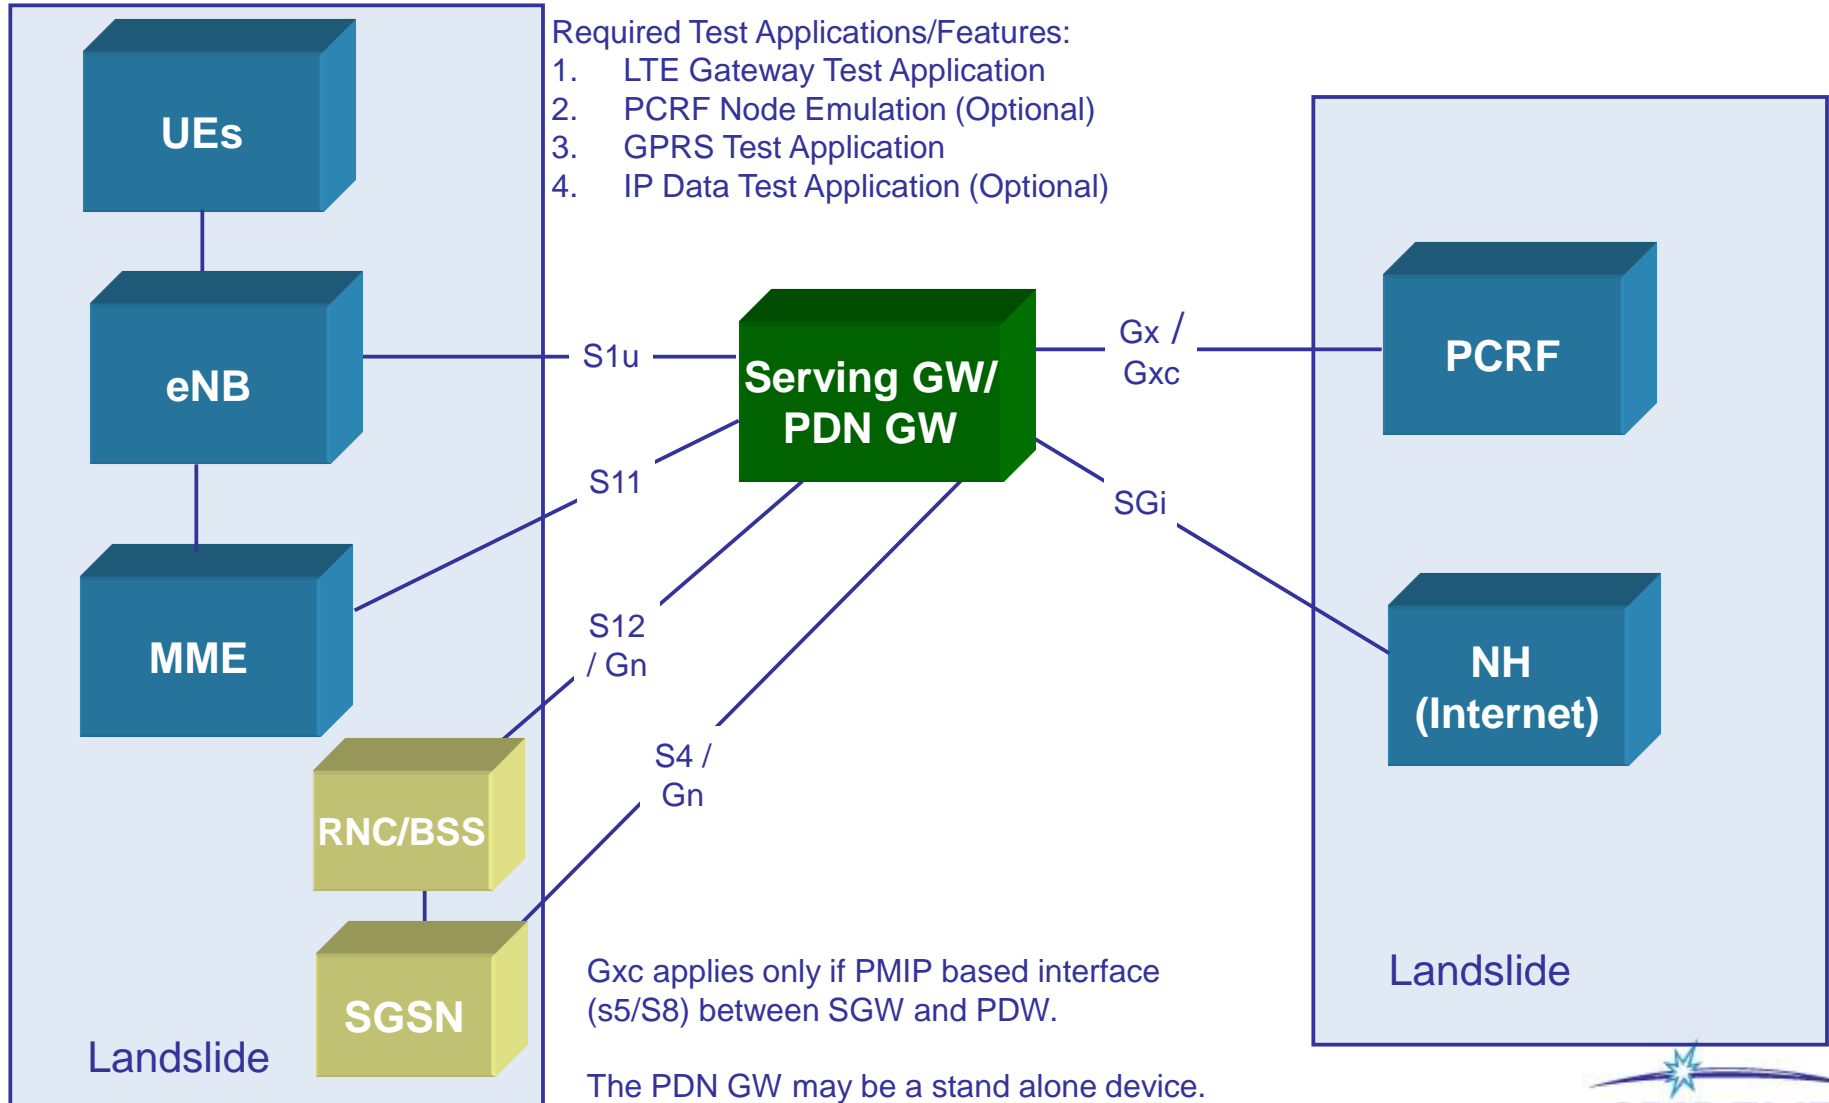 Required Test Applications/Features:
1. LTE Gateway Test Application
2. PCRF Node Emulation (Optional)
3. GPRS Test Application
4. IP Data Test Application (Optional)
UEs
eNB
MME
RNC/BSS
SGSN
Landslide
S1u
S11
S12
/ Gn
S4 /
Gn
Serving GW/
PDN GW
Gx /
Gxc
SGi
PCRF
NH
(Internet)
Landslide
Gxc applies only if PMIP based interface
(s5/S8) between SGW and PDW.
The PDN GW may be a stand alone device.